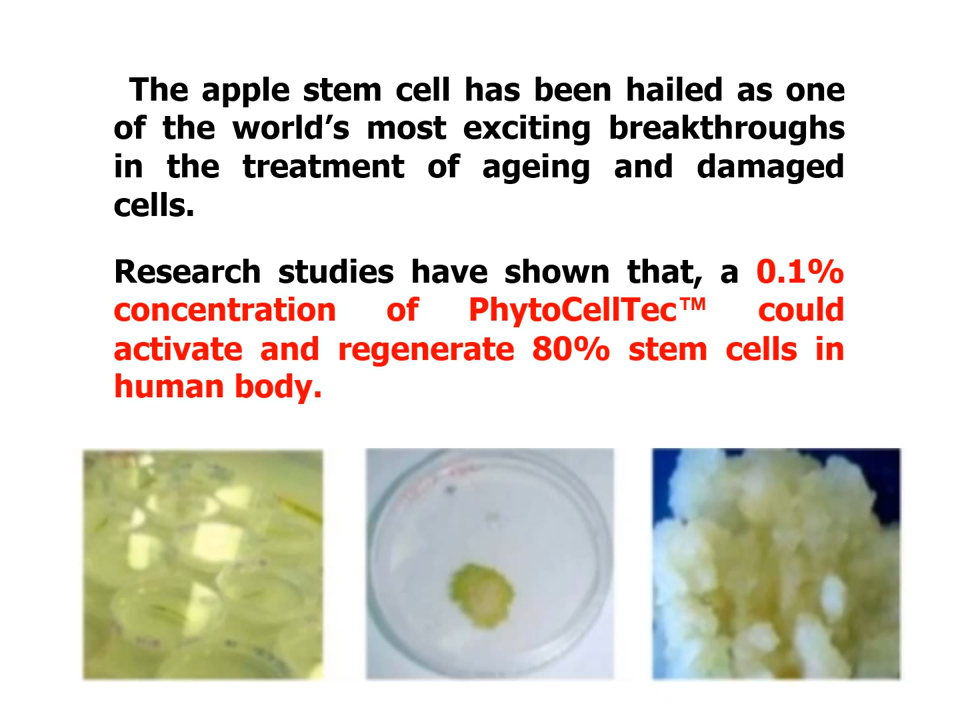 The apple stem cell has been hailed as one
of the world’s most exciting breakthroughs
in the treatment of ageing and damaged
cells.
Research studies have shown that, a 0.1%
concentration of PhytoCellTec™ could
activate and regenerate 80% stem cells in
human body.